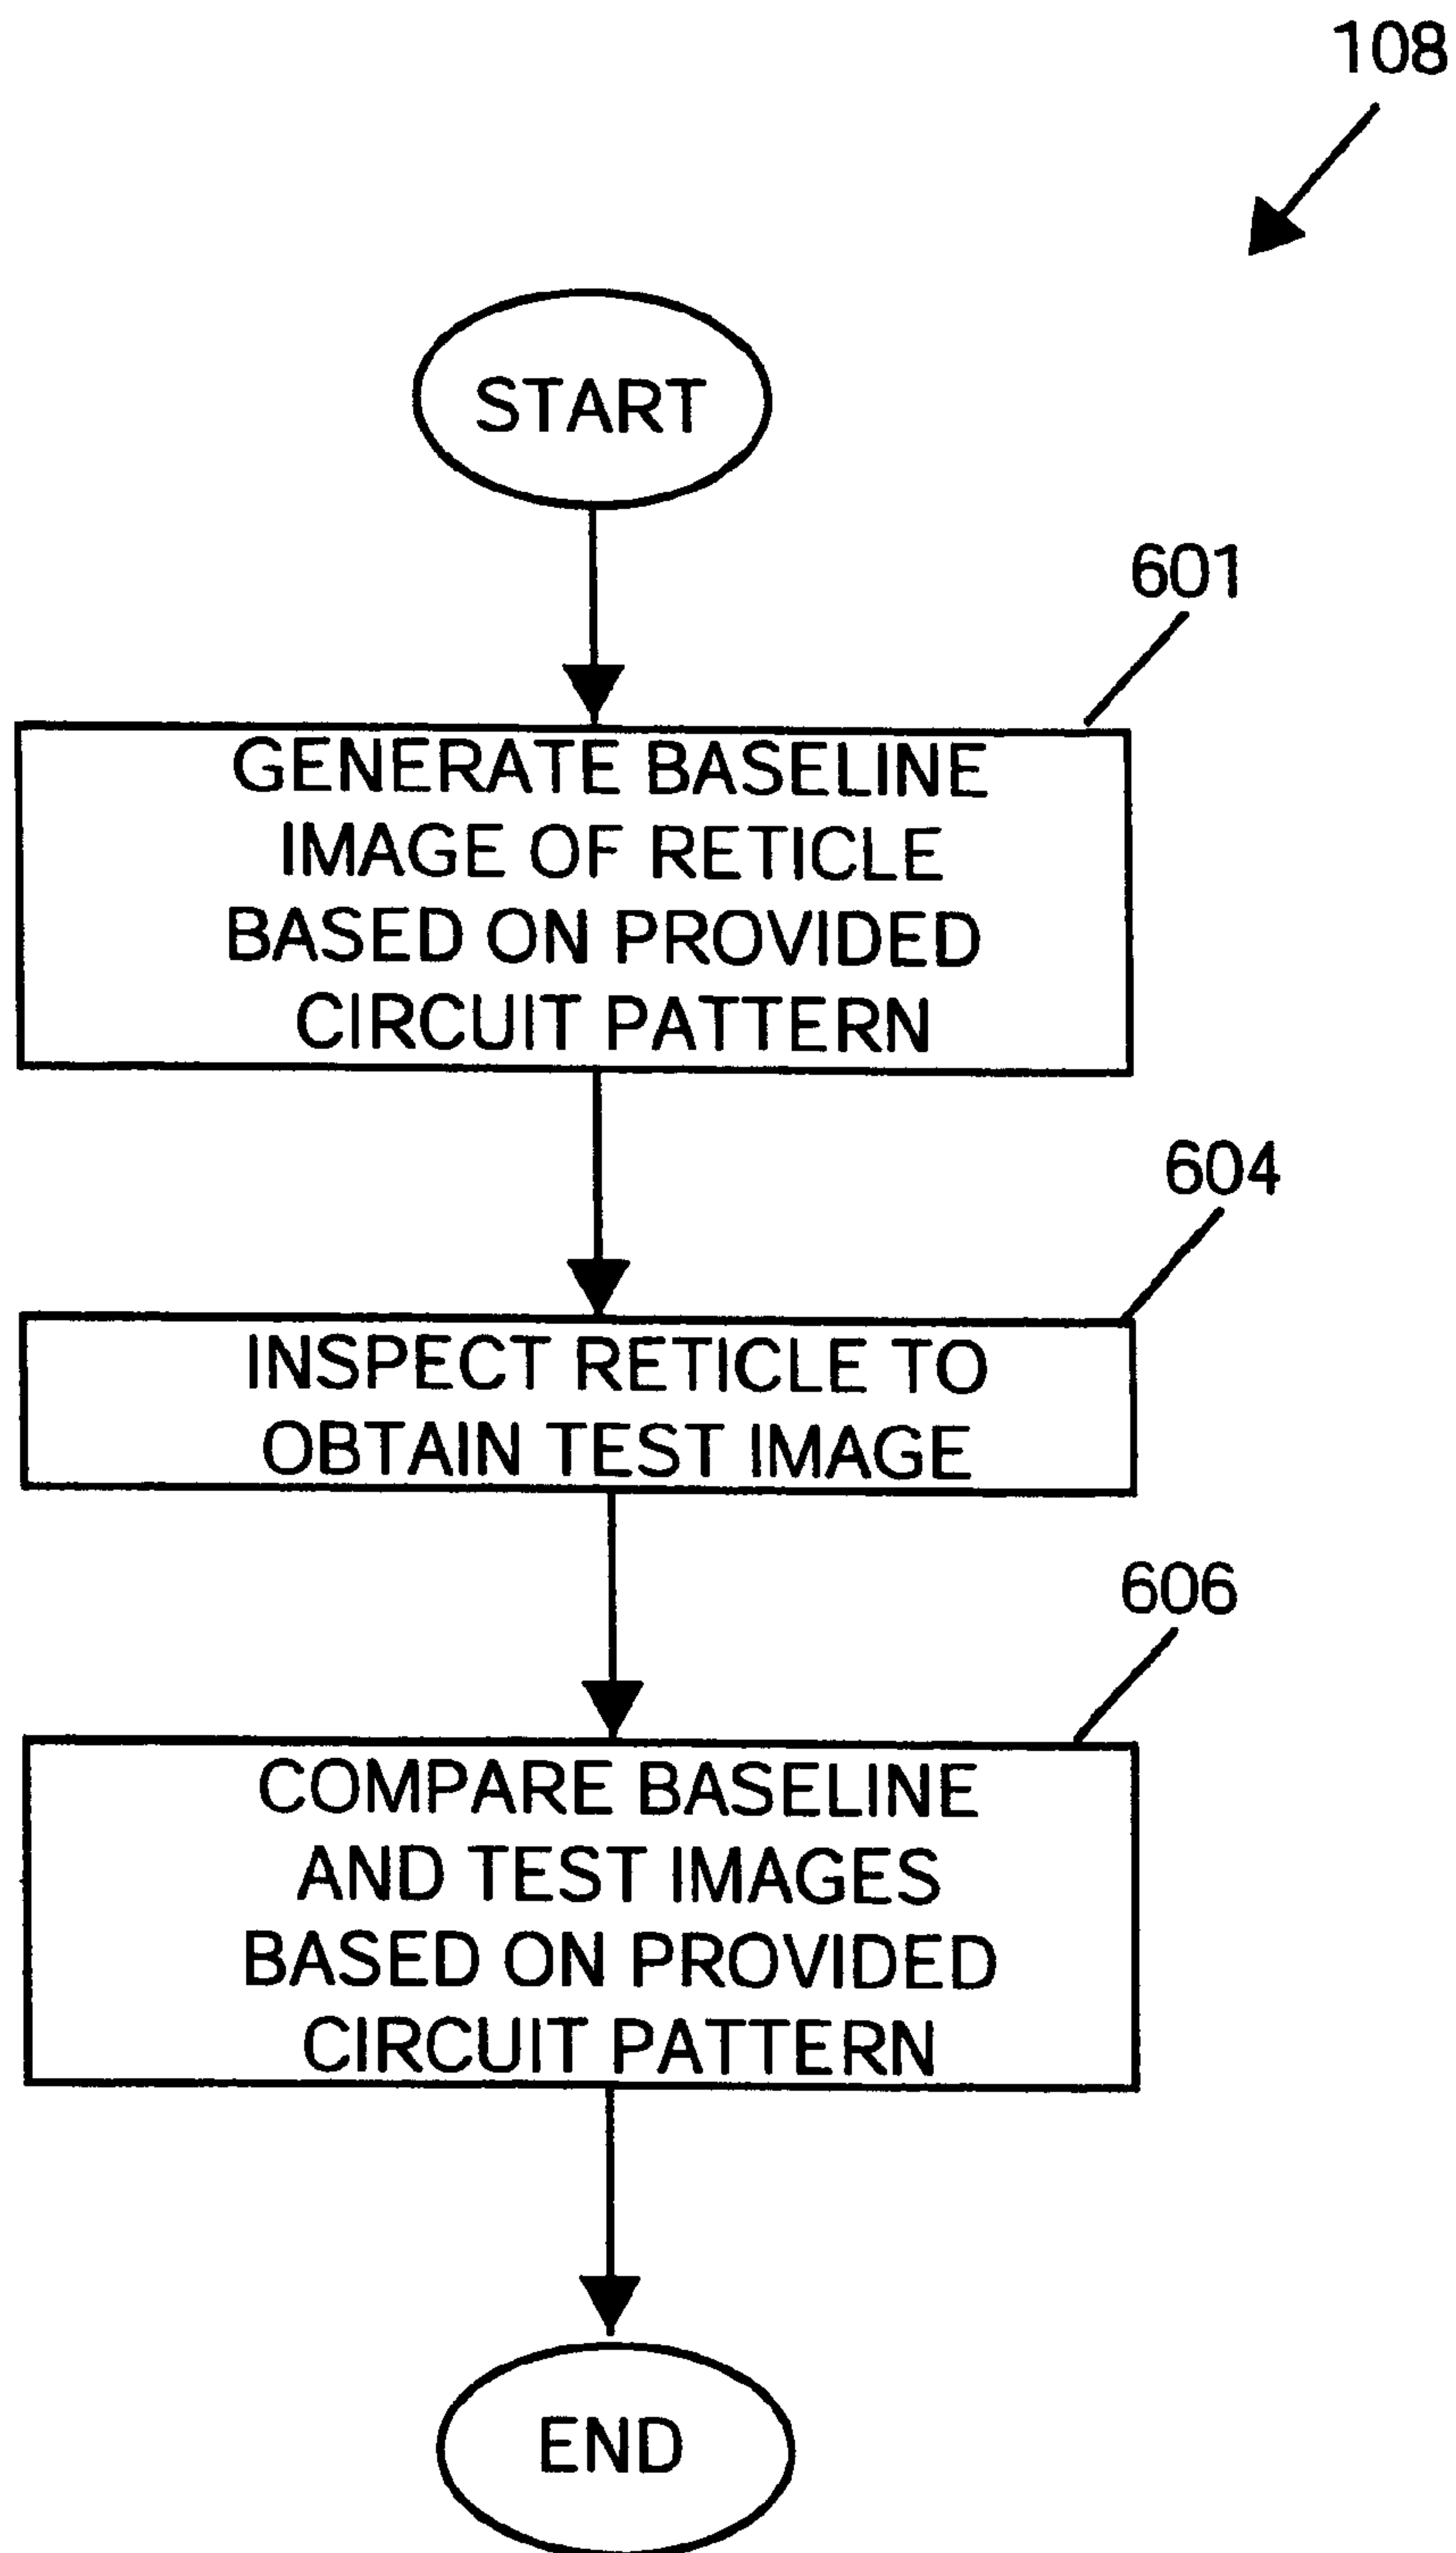 108
START
601
GENERATE BASELINE
IMAGE OF RETICLE
BASED ON PROVIDED
CIRCUIT PATTERN
604
INSPECT RETICLE TO
OBTAIN TEST IMAGE
606
COMPARE BASELINE
AND TEST IMAGES
BASED ON PROVIDED
CIRCUIT PATTERN
END